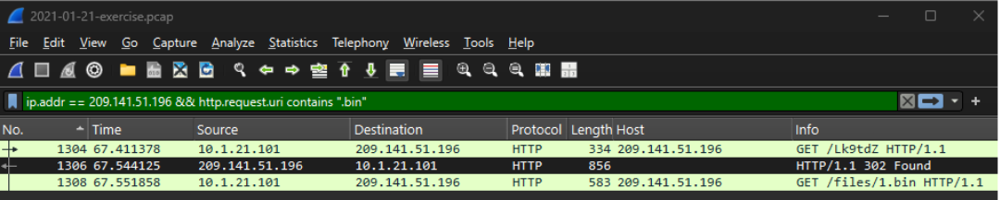 2021-01-21-exercise.pcap
File Edit View Go Capture Analyze Statistics Telephony Wireless Tools Help
ip.addr == 209.141.51.196 && http.request.uri contains ".bin"
No. Time Source Destination Protocol Length Host Info
1304 67.411378 10.1.21.101 209.141.51.196 HTTP 334 209.141.51.196 GET /Lk9tdZ HTTP/1.1
1306 67.544125 209.141.51.196 10.1.21.101 HTTP 856 HTTP/1.1 302 Found
1308 67.551858 10.1.21.101 209.141.51.196 HTTP 583 209.141.51.196 GET /files/1.bin HTTP/1.1